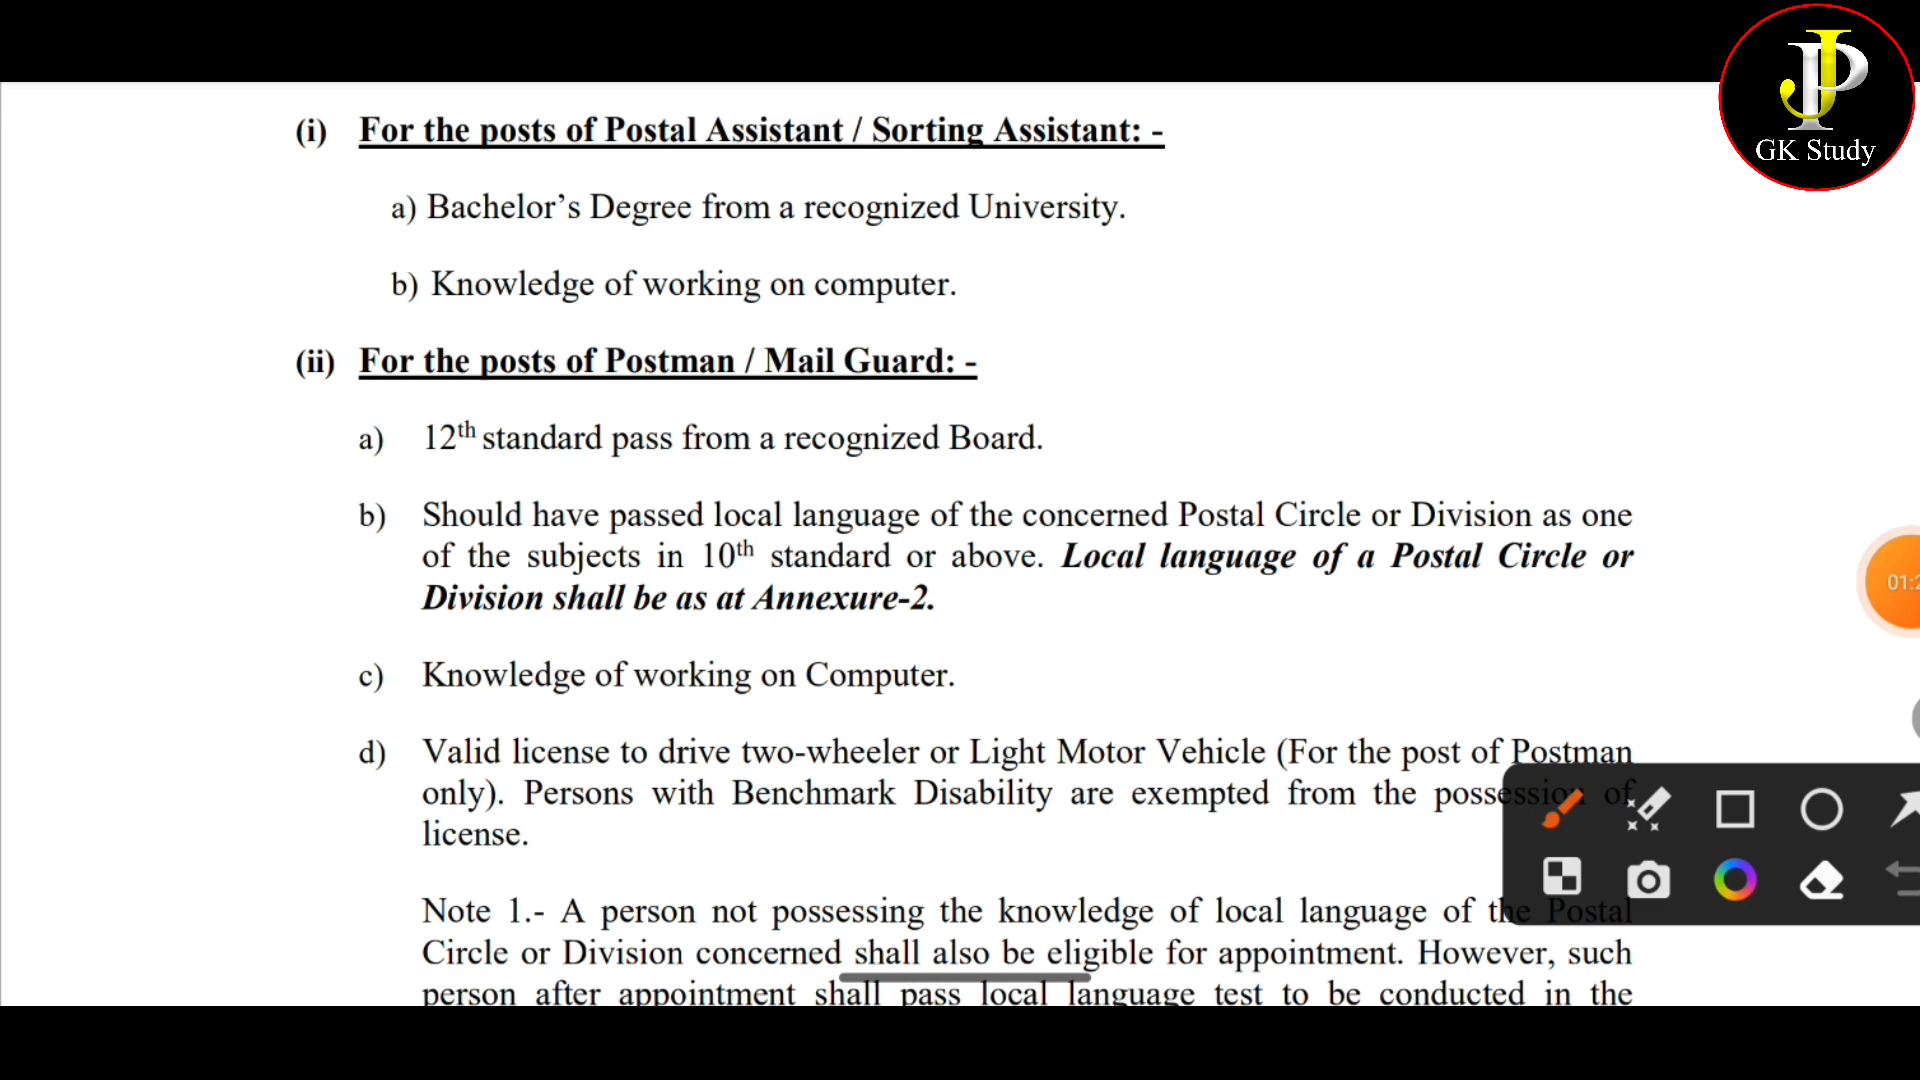 JP
GK Study
(i) For the posts of Postal Assistant / Sorting Assistant: -
a) Bachelor’s Degree from a recognized University.
b) Knowledge of working on computer.
(ii) For the posts of Postman / Mail Guard: -
a) 12th standard pass from a recognized Board.
b) Should have passed local language of the concerned Postal Circle or Division as one
of the subjects in 10th standard or above. Local language of a Postal Circle or
Division shall be as at Annexure-2.
c) Knowledge of working on Computer.
d) Valid license to drive two-wheeler or Light Motor Vehicle (For the post of Postman
only). Persons with Benchmark Disability are exempted from the possession of
license.
Note 1.- A person not possessing the knowledge of local language of the Postal
Circle or Division concerned shall also be eligible for appointment. However, such
person after appointment shall pass local language test to be conducted in the